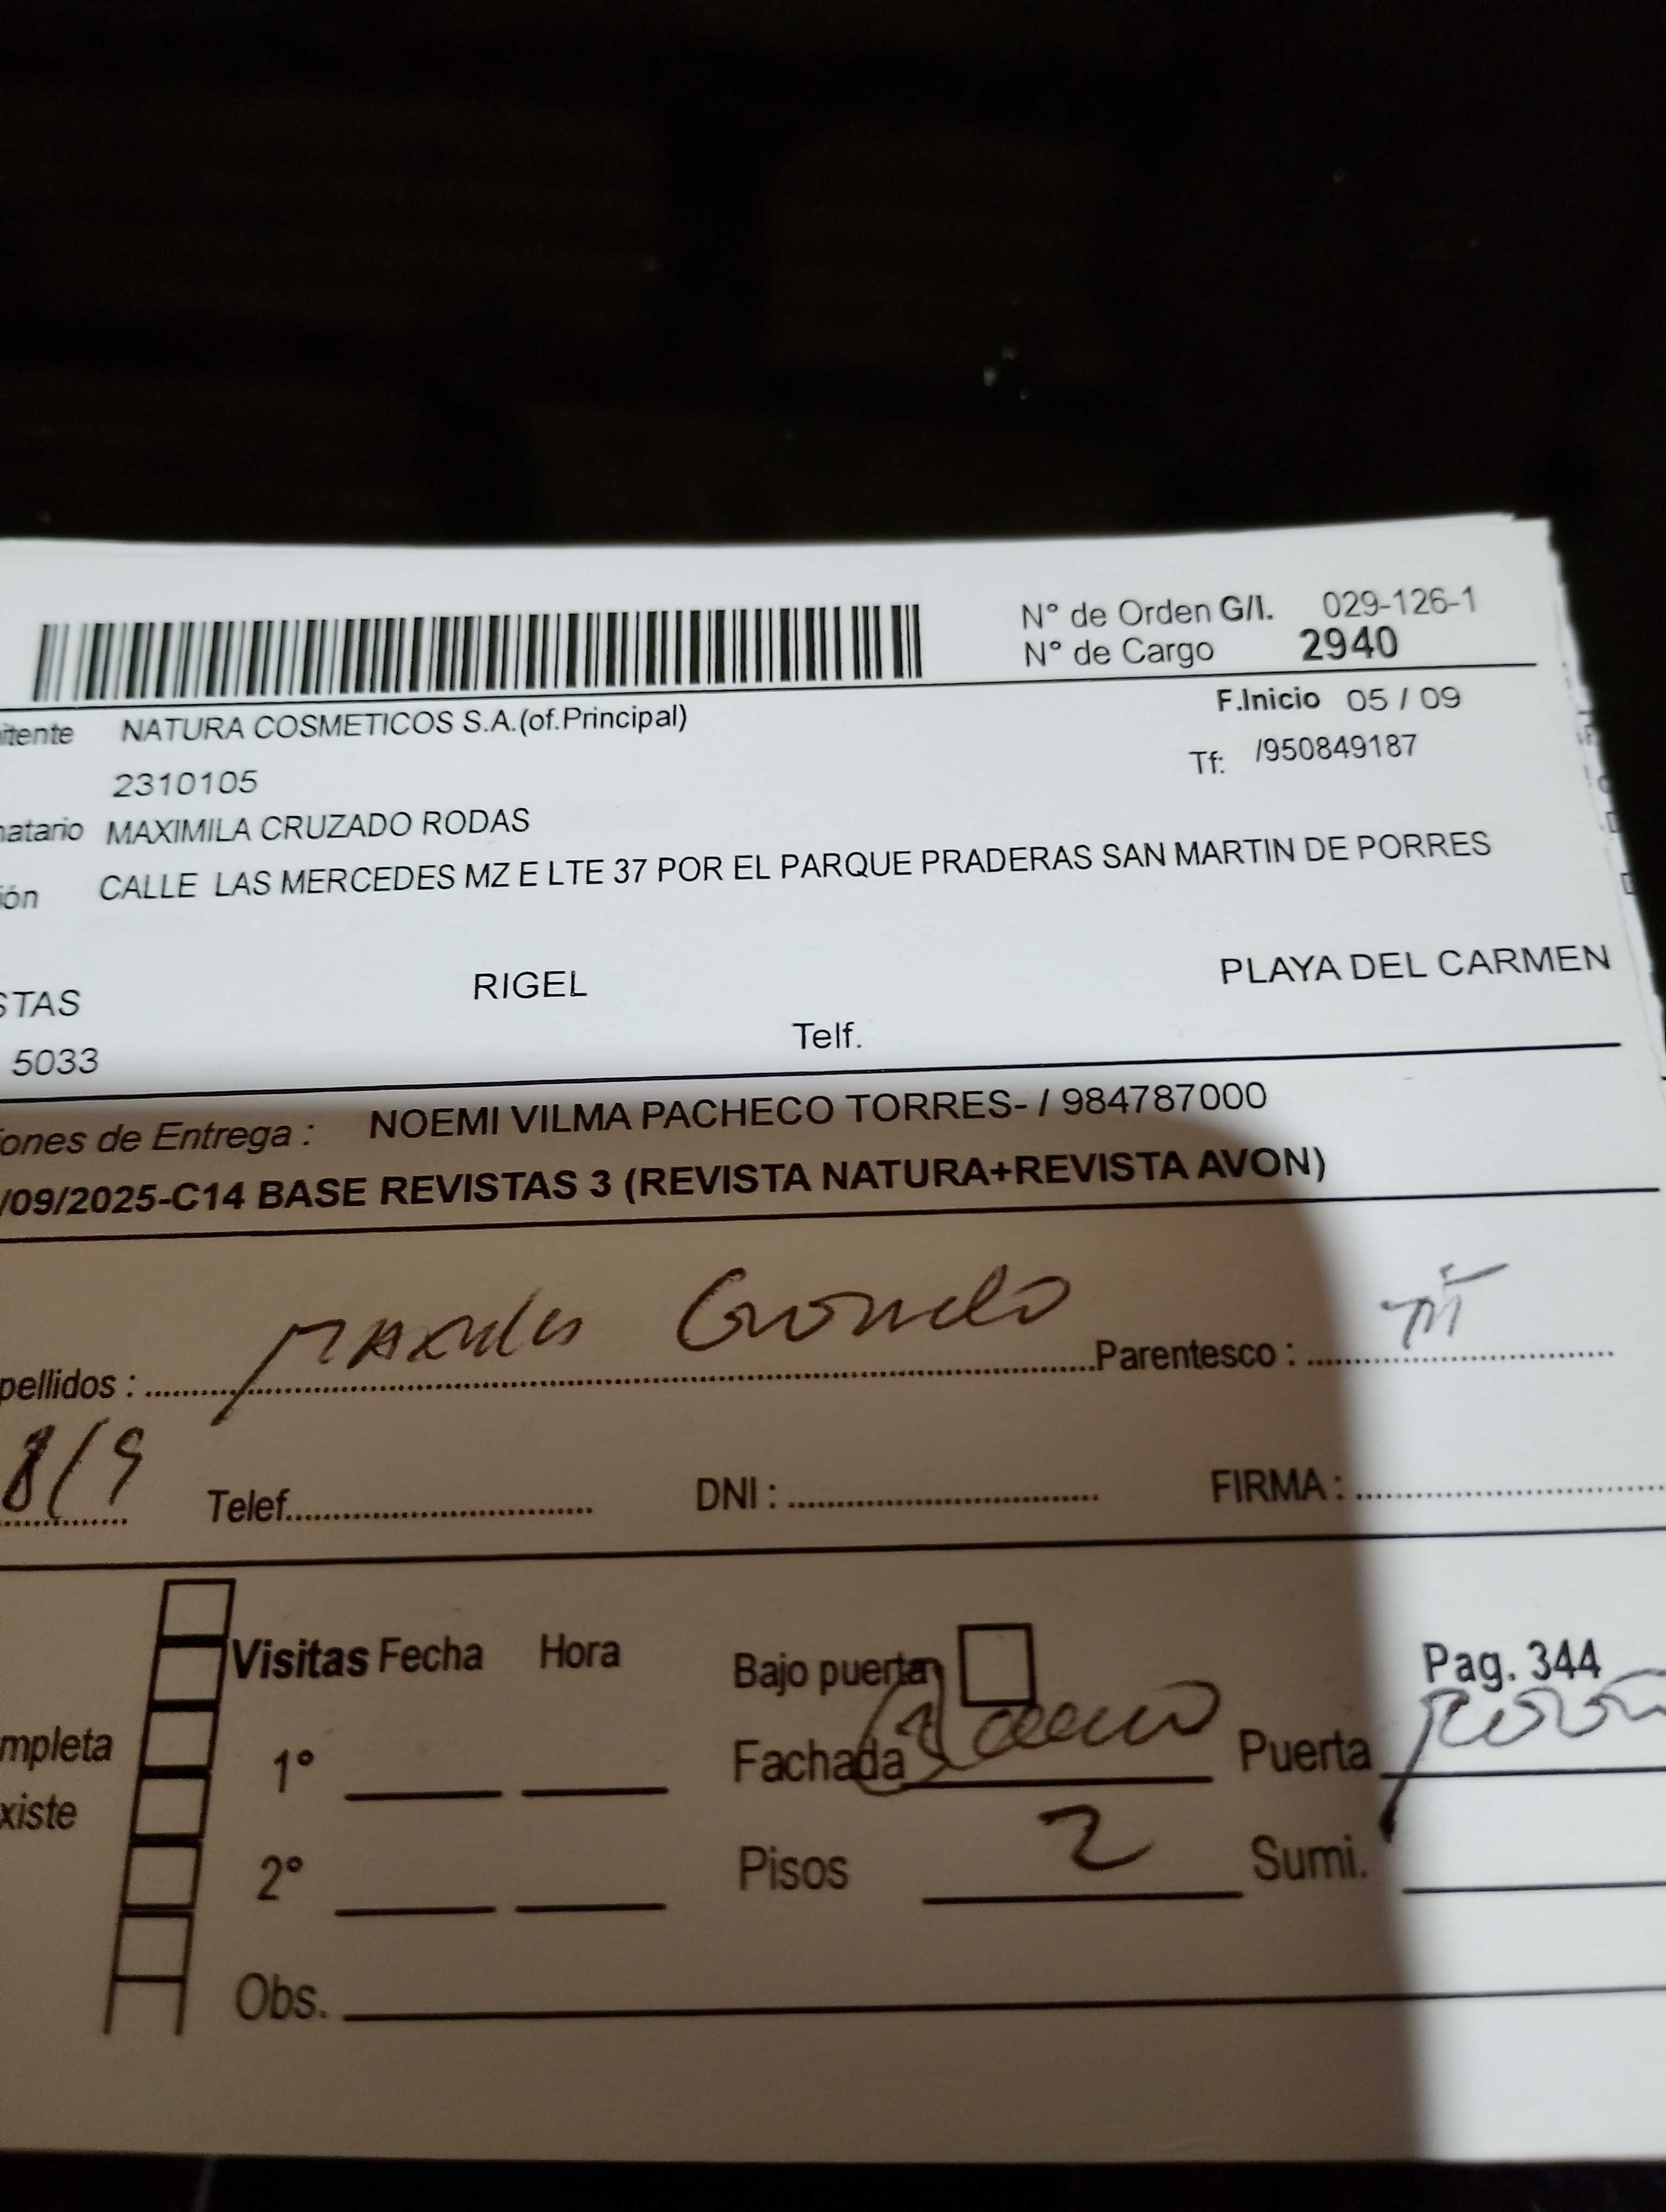 N° de Orden G/I. 029-126-1
N° de Cargo 2940
F.Inicio 05 / 09
itente NATURA COSMETICOS S.A.(of.Principal)
Tf: /950849187
2310105
natario MAXIMILA CRUZADO RODAS
ión CALLE LAS MERCEDES MZ E LTE 37 POR EL PARQUE PRADERAS SAN MARTIN DE PORRES
STAS RIGEL PLAYA DEL CARMEN
5033 Telf.
iones de Entrega : NOEMI VILMA PACHECO TORRES- / 984787000
/09/2025-C14 BASE REVISTAS 3 (REVISTA NATURA+REVISTA AVON)
pellidos : Parentesco :
8/9 Telef. DNI : FIRMA :
Visitas Fecha Hora Bajo puerta Pag. 344
mpleta 1° Fachada Puerta
xiste 2° Pisos 2 Sumi.
Obs.